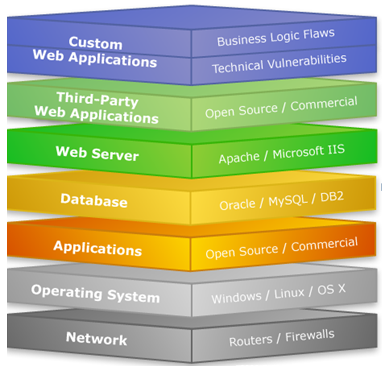 Custom
Web Applications
Business Logic Flaws
Technical Vulnerabilities
Third-Party
Web Applications
Open Source / Commercial
Web Server
Apache / Microsoft IIS
Database
Oracle / MySQL / DB2
Applications
Open Source / Commercial
Operating System
Windows / Linux / OS X
Network
Routers / Firewalls